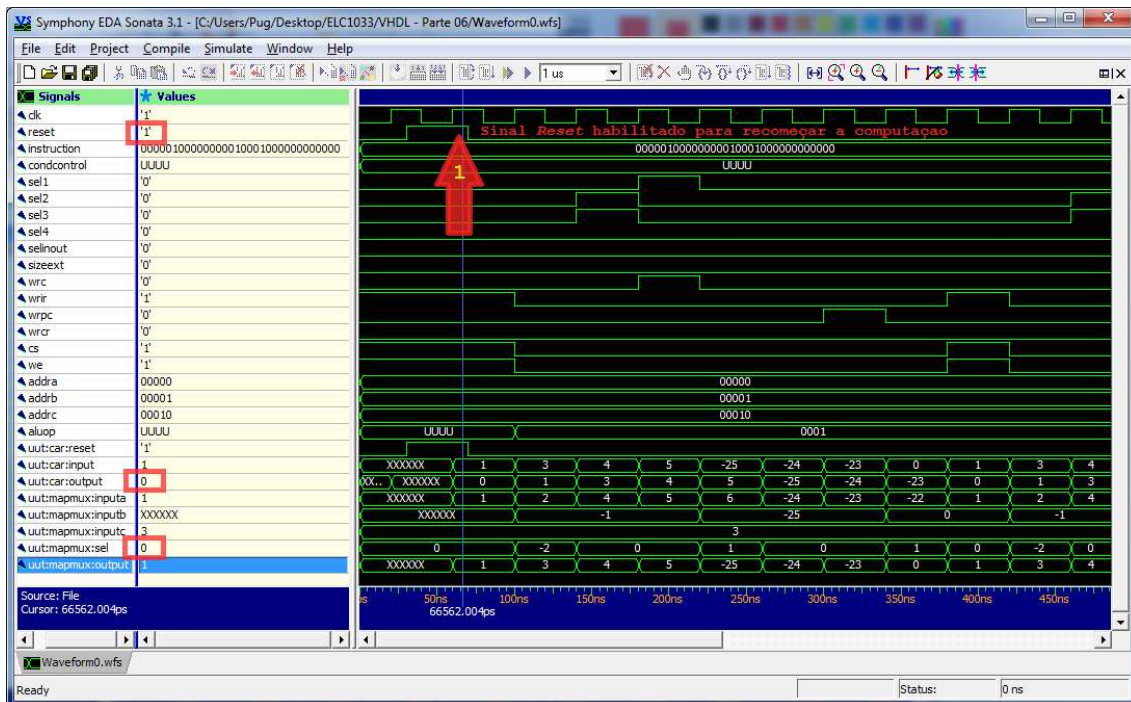 Symphony EDA Sonata 3.1 - [C:/Users/Pug/Desktop/ELC1033/VHDL - Parte 06/Waveform0.wfs]
File Edit Project Compile Simulate Window Help
1 us
Signals Values
clk '1'
reset '1' Sinal Reset habilitado para recomeçar a computaçao
instruction 00000100000000010001000000000000 00000100000000010001000000000000
condcontrol UUUU UUUU
1
sel1 '0'
sel2 '0'
sel3 '0'
sel4 '0'
selinout '0'
sizeext '0'
wrc '0'
wrir '1'
wrpc '0'
wrcr '0'
cs '1'
we '1'
addra 00000 00000
addrb 00001 00001
addrc 00010 00010
aluop UUUU UUUU 0001
uut:car:reset '1'
uut:car:input 1 XXXXXX 1 3 4 5 -25 -24 -23 0 1 3 4
uut:car:output 0 XX.. XXXXXX 0 1 3 4 5 -25 -24 -23 0 1 3
uut:mapmux:inputa 1 XXXXXX 1 2 4 5 6 -24 -23 -22 1 2 4
uut:mapmux:inputb XXXXXX XXXXXX -1 -25 0 -1
uut:mapmux:inputc 3 3
uut:mapmux:sel 0 0 -2 0 1 0 1 0 -2 0
uut:mapmux:output 1 XXXXXX 1 3 4 5 -25 -24 -23 0 1 3 4
Source: File
Cursor: 66562.004ps
ps 50ns 100ns 150ns 200ns 250ns 300ns 350ns 400ns 450ns
66562.004ps
Waveform0.wfs
Ready Status: 0 ns